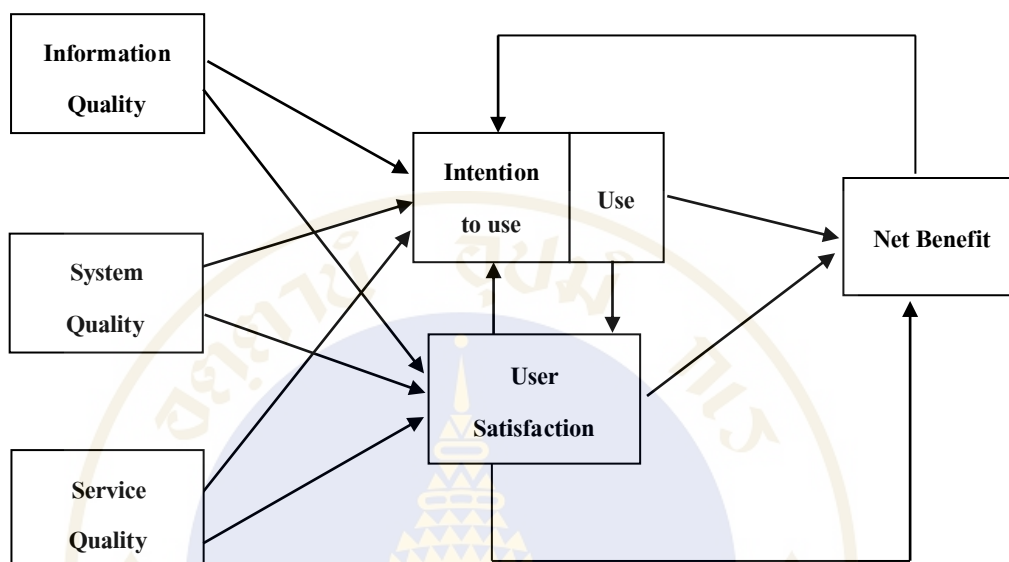 Information
Quality
Intention
to use
Use
Net Benefit
System
Quality
User
Satisfaction
Service
Quality